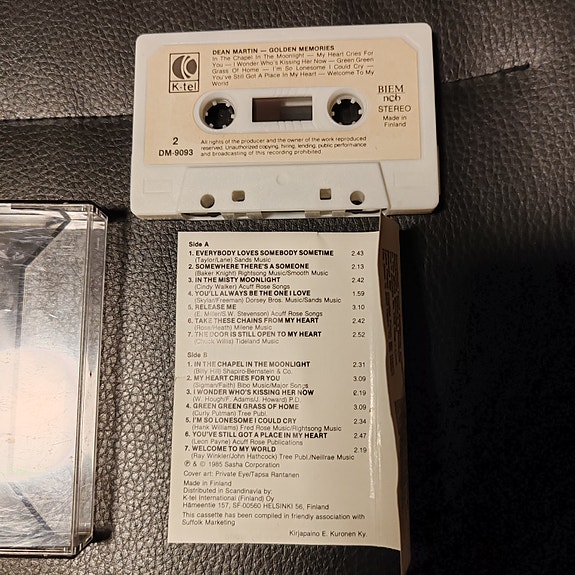 DEAN MARTIN — GOLDEN MEMORIES
In The Chapel In The Moonlight — My Heart Cries For
You — I Wonder Who's Kissing Her Now — Green Green
Grass Of Home — I'm So Lonesome I Could Cry —
You've Still Got A Place In My Heart — Welcome To My
World
K-tel
BIEM
ncb
STEREO
Made in
Finland
2
DM-9093
All rights of the producer and the owner of the work reproduced
reserved. Unauthorized copying, hiring, lending, public performance
and broadcasting of this recording prohibited.
Side A
1. EVERYBODY LOVES SOMEBODY SOMETIME 2.43
(Taylor/Lane) Sands Music
2. SOMEWHERE THERE'S A SOMEONE 2.13
(Baker Knight) Rightsong Music/Smooth Music
3. IN THE MISTY MOONLIGHT 2.42
(Cindy Walker) Acuff Rose Songs
4. YOU'LL ALWAYS BE THE ONE I LOVE 1.59
(Skylar/Freeman) Dorsey Bros. Music/Sands Music
5. RELEASE ME 3.10
(E. Miller/S.W. Stevenson) Acuff Rose Songs
6. TAKE THESE CHAINS FROM MY HEART 2.42
(Rose/Heath) Milene Music
7. THE DOOR IS STILL OPEN TO MY HEART 2.52
(Chuck Willis) Tideland Music
Side B
1. IN THE CHAPEL IN THE MOONLIGHT 2.31
(Billy Hill) Shapiro-Bernstein & Co.
2. MY HEART CRIES FOR YOU 3.09
(Sigman/Faith) Bibo Music/Major Songs
3. I WONDER WHO'S KISSING HER NOW 2.19
(W. Hough/F. Adams/J. Howard) P.D.
4. GREEN GREEN GRASS OF HOME 3.09
(Curly Putman) Tree Publ.
5. I'M SO LONESOME I COULD CRY 2.34
(Hank Williams) Fred Rose Music/Rightsong Music
6. YOU'VE STILL GOT A PLACE IN MY HEART 2.47
(Leon Payne) Acuff Rose Publications
7. WELCOME TO MY WORLD 2.19
(Ray Winkler/John Hathcock) Tree Publ./Neillrae Music
℗ & © 1985 Sasha Corporation
Cover art: Private Eye/Tapsa Rantanen
Made in Finland
Distributed in Scandinavia by:
K-tel International (Finland) Oy
Hämeentie 157, SF-00560 HELSINKI 56, Finland
This cassette has been compiled in friendly association with
Suffolk Marketing
Kirjapaino E. Kuronen Ky.